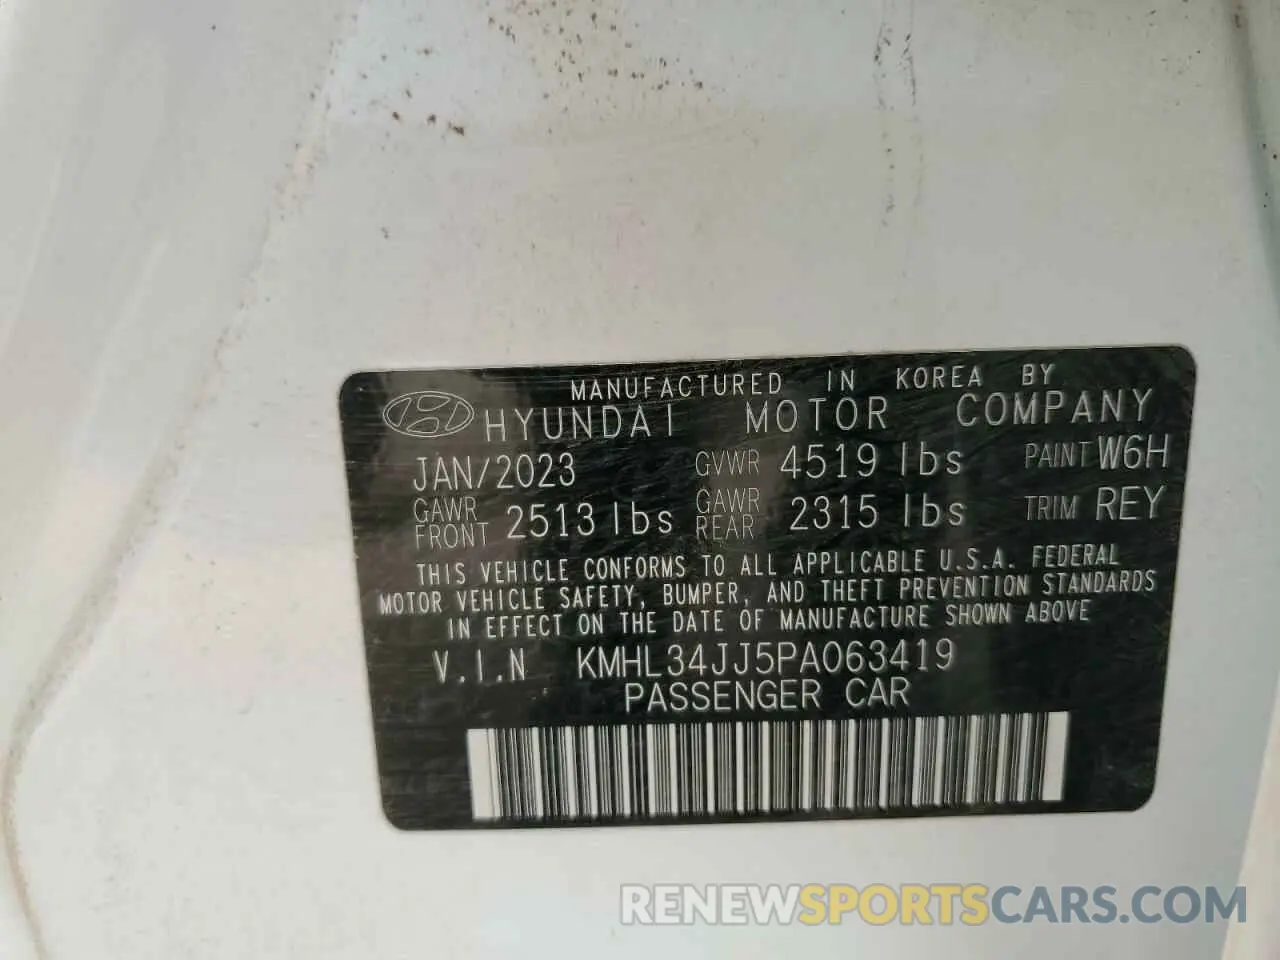 MANUFACTURED IN KOREA BY
HYUNDAI MOTOR COMPANY
JAN/2023 GVWR 4519 lbs PAINT W6H
GAWR FRONT 2513 lbs GAWR REAR 2315 lbs TRIM REY
THIS VEHICLE CONFORMS TO ALL APPLICABLE U.S.A. FEDERAL
MOTOR VEHICLE SAFETY, BUMPER, AND THEFT PREVENTION STANDARDS
IN EFFECT ON THE DATE OF MANUFACTURE SHOWN ABOVE
V.I.N KMHL34JJ5PA063419
PASSENGER CAR
RENEWSPORTSCARS.COM